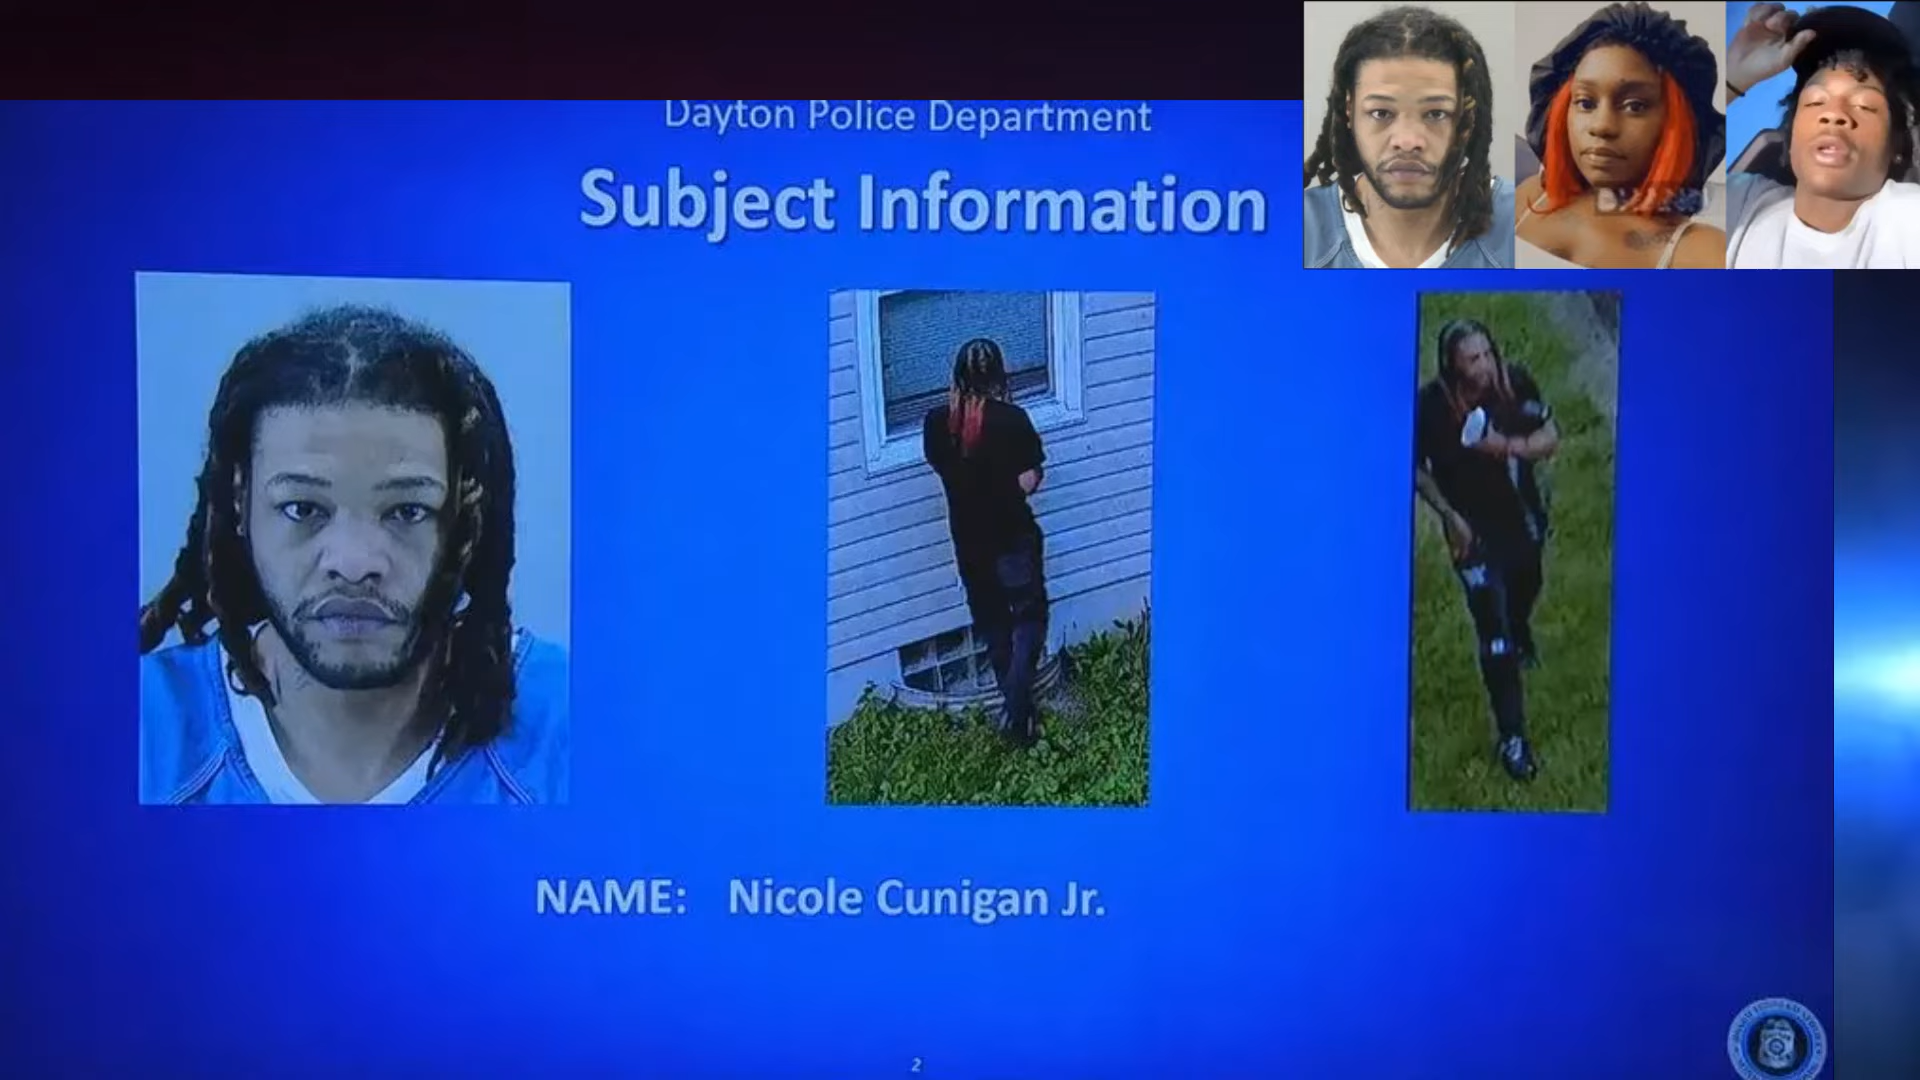 Dayton Police Department
Subject Information
NAME: Nicole Cunigan Jr.
2